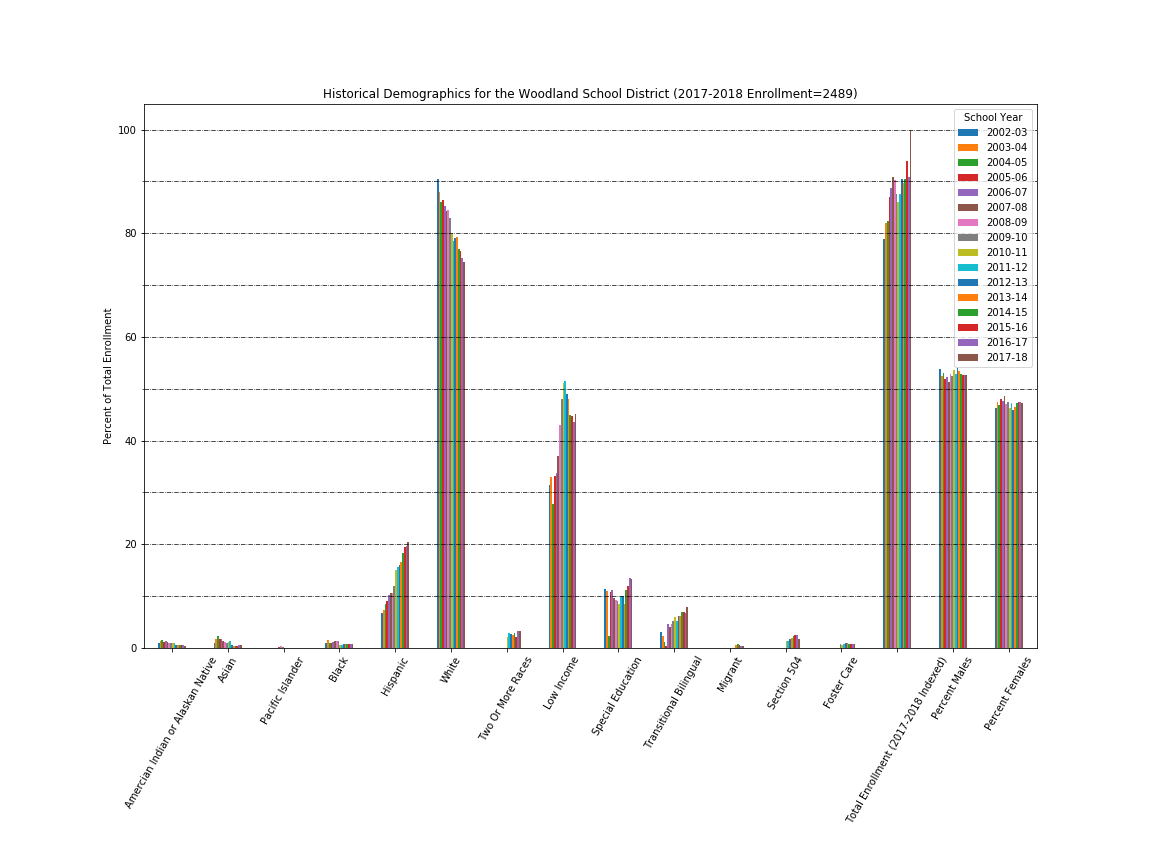 Historical Demographics for the Woodland School District (2017-2018 Enrollment=2489)
School Year
2002-03
2003-04
2004-05
2005-06
2006-07
2007-08
2008-09
2009-10
2010-11
2011-12
2012-13
2013-14
2014-15
2015-16
2016-17
2017-18
Percent of Total Enrollment
100
80
60
40
20
0
Amercian Indian or Alaskan Native
Asian
Pacific Islander
Black
Hispanic
White
Two Or More Races
Low Income
Special Education
Transitional Bilingual
Migrant
Section 504
Foster Care
Total Enrollment (2017-2018 Indexed)
Percent Males
Percent Females